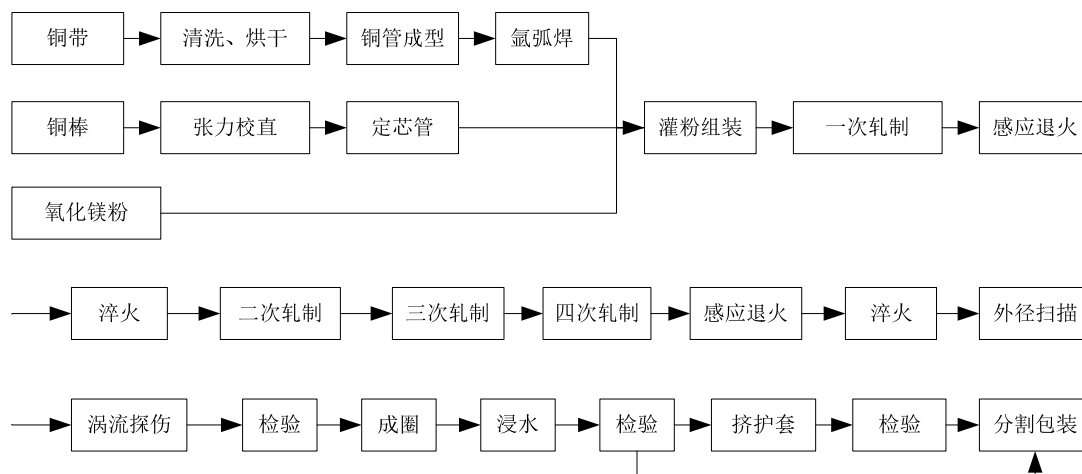 铜带
清洗、烘干
铜管成型
氩弧焊
铜棒
张力校直
定芯管
灌粉组装
一次轧制
感应退火
氧化镁粉
淬火
二次轧制
三次轧制
四次轧制
感应退火
淬火
外径扫描
涡流探伤
检验
成圈
浸水
检验
挤护套
检验
分割包装